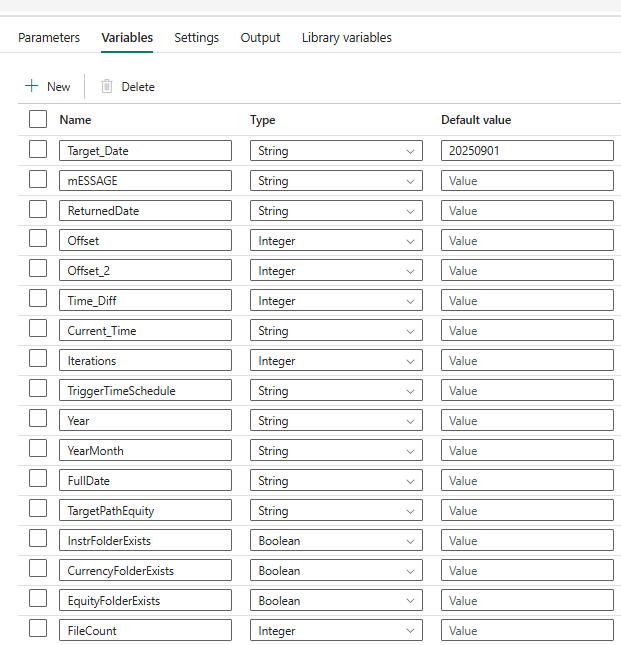 Parameters Variables Settings Output Library variables
New Delete
Name Type Default value
Target_Date String 20250901
mESSAGE String Value
ReturnedDate String Value
Offset Integer Value
Offset_2 Integer Value
Time_Diff Integer Value
Current_Time String Value
Iterations Integer Value
TriggerTimeSchedule String Value
Year String Value
YearMonth String Value
FullDate String Value
TargetPathEquity String Value
InstrFolderExists Boolean Value
CurrencyFolderExists Boolean Value
EquityFolderExists Boolean Value
FileCount Integer Value